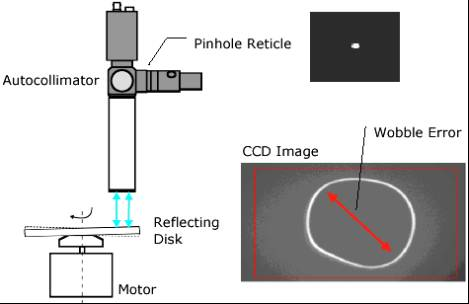 Pinhole Reticle
Autocollimator
Wobble Error
CCD Image
Reflecting
Disk
Motor